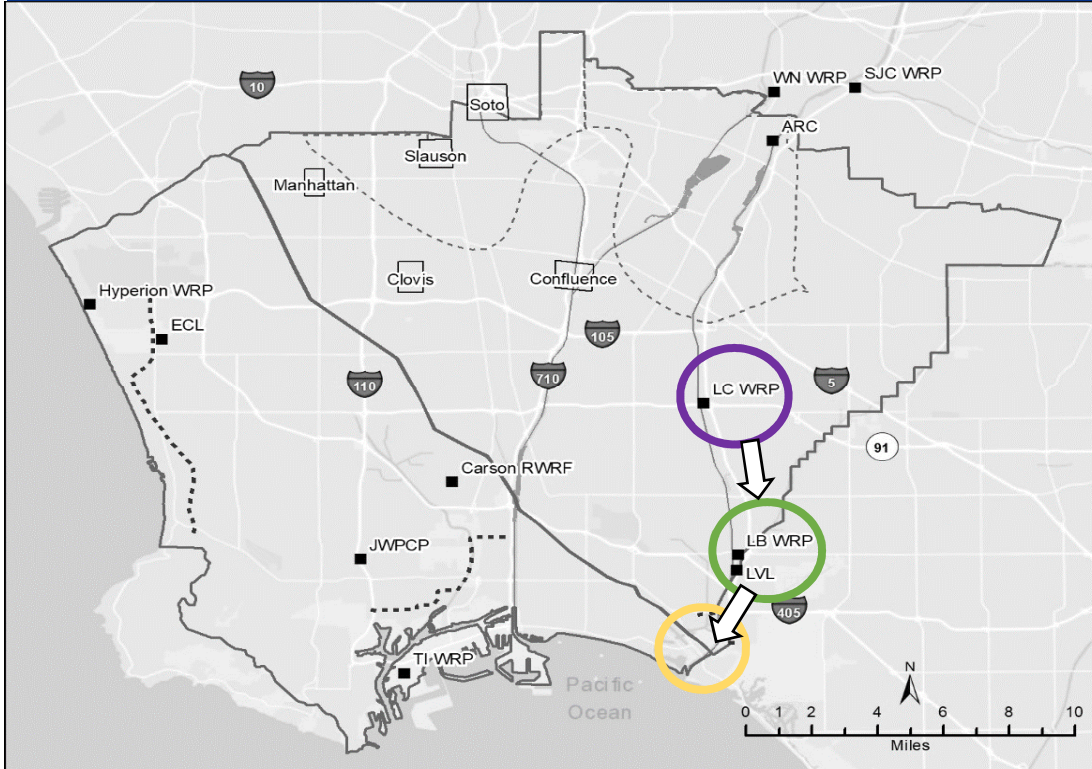 WN WRP
SJC WRP
10
Soto
ARC
Slauson
Manhattan
Clovis
Confluence
Hyperion WRP
ECL
105
110
710
5
LC WRP
91
Carson RWRF
JWPCP
LB WRP
LVL
405
TI WRP
Pacific
Ocean
N
0 1 2 4 6 8 10
Miles